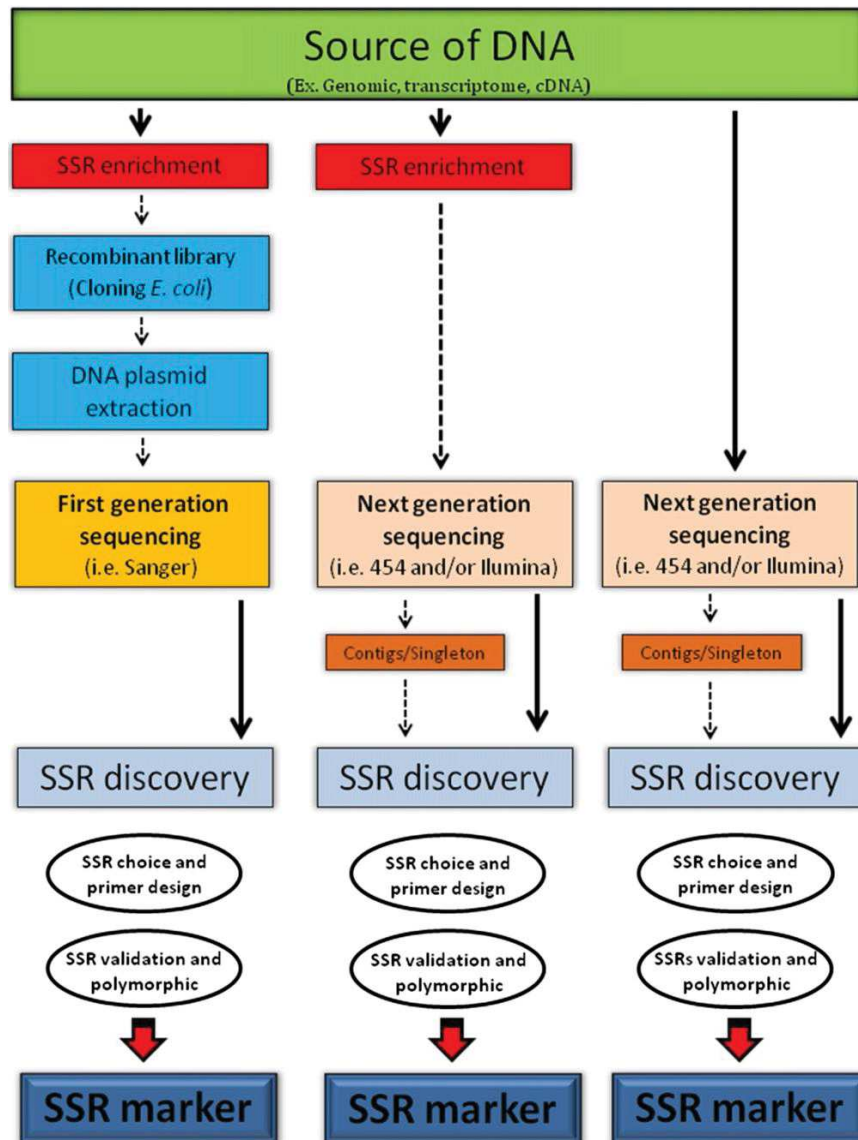 Source of DNA
(Ex. Genomic, transcriptome, cDNA)
SSR enrichment
SSR enrichment
Recombinant library
(Cloning E. coli)
DNA plasmid
extraction
First generation
sequencing
(i.e. Sanger)
Next generation
sequencing
(i.e. 454 and/or Ilumina)
Next generation
sequencing
(i.e. 454 and/or Ilumina)
Contigs/Singleton
Contigs/Singleton
SSR discovery
SSR discovery
SSR discovery
SSR choice and
primer design
SSR choice and
primer design
SSR choice and
primer design
SSR validation and
polymorphic
SSR validation and
polymorphic
SSRs validation and
polymorphic
SSR marker
SSR marker
SSR marker